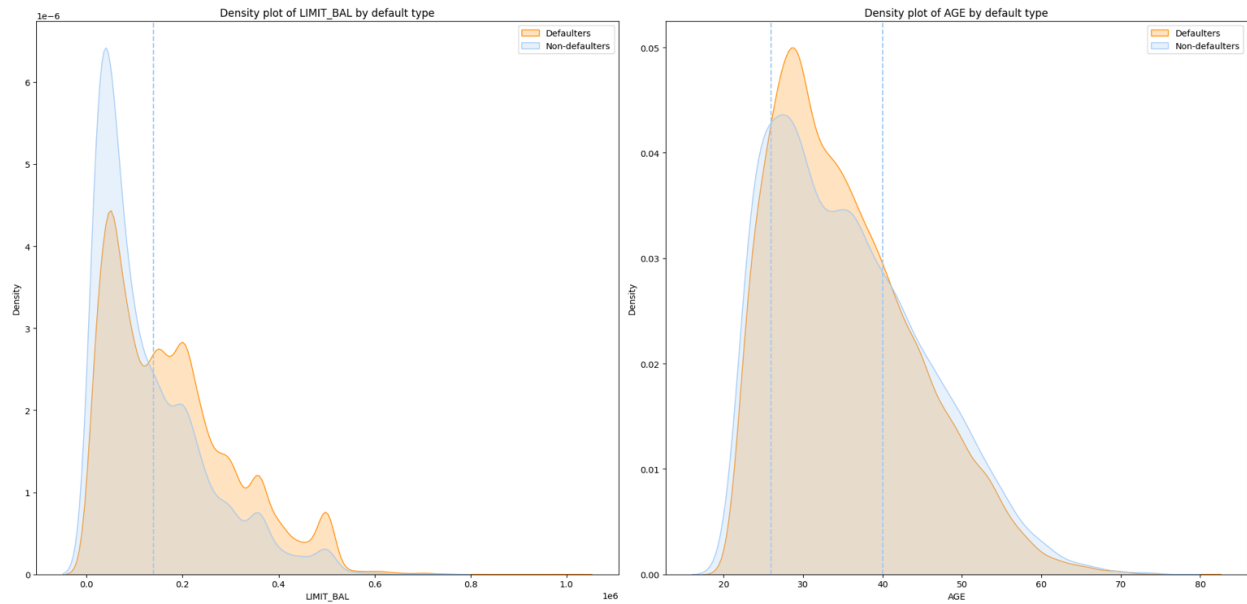 Density plot of LIMIT_BAL by default type
1e−6
Defaulters
Non-defaulters
6
5
4
3
2
1
0
Density
0.0 0.2 0.4 0.6 0.8 1.0
1e6
LIMIT_BAL
Density plot of AGE by default type
Defaulters
Non-defaulters
0.05
0.04
0.03
0.02
0.01
0.00
Density
20 30 40 50 60 70 80
AGE